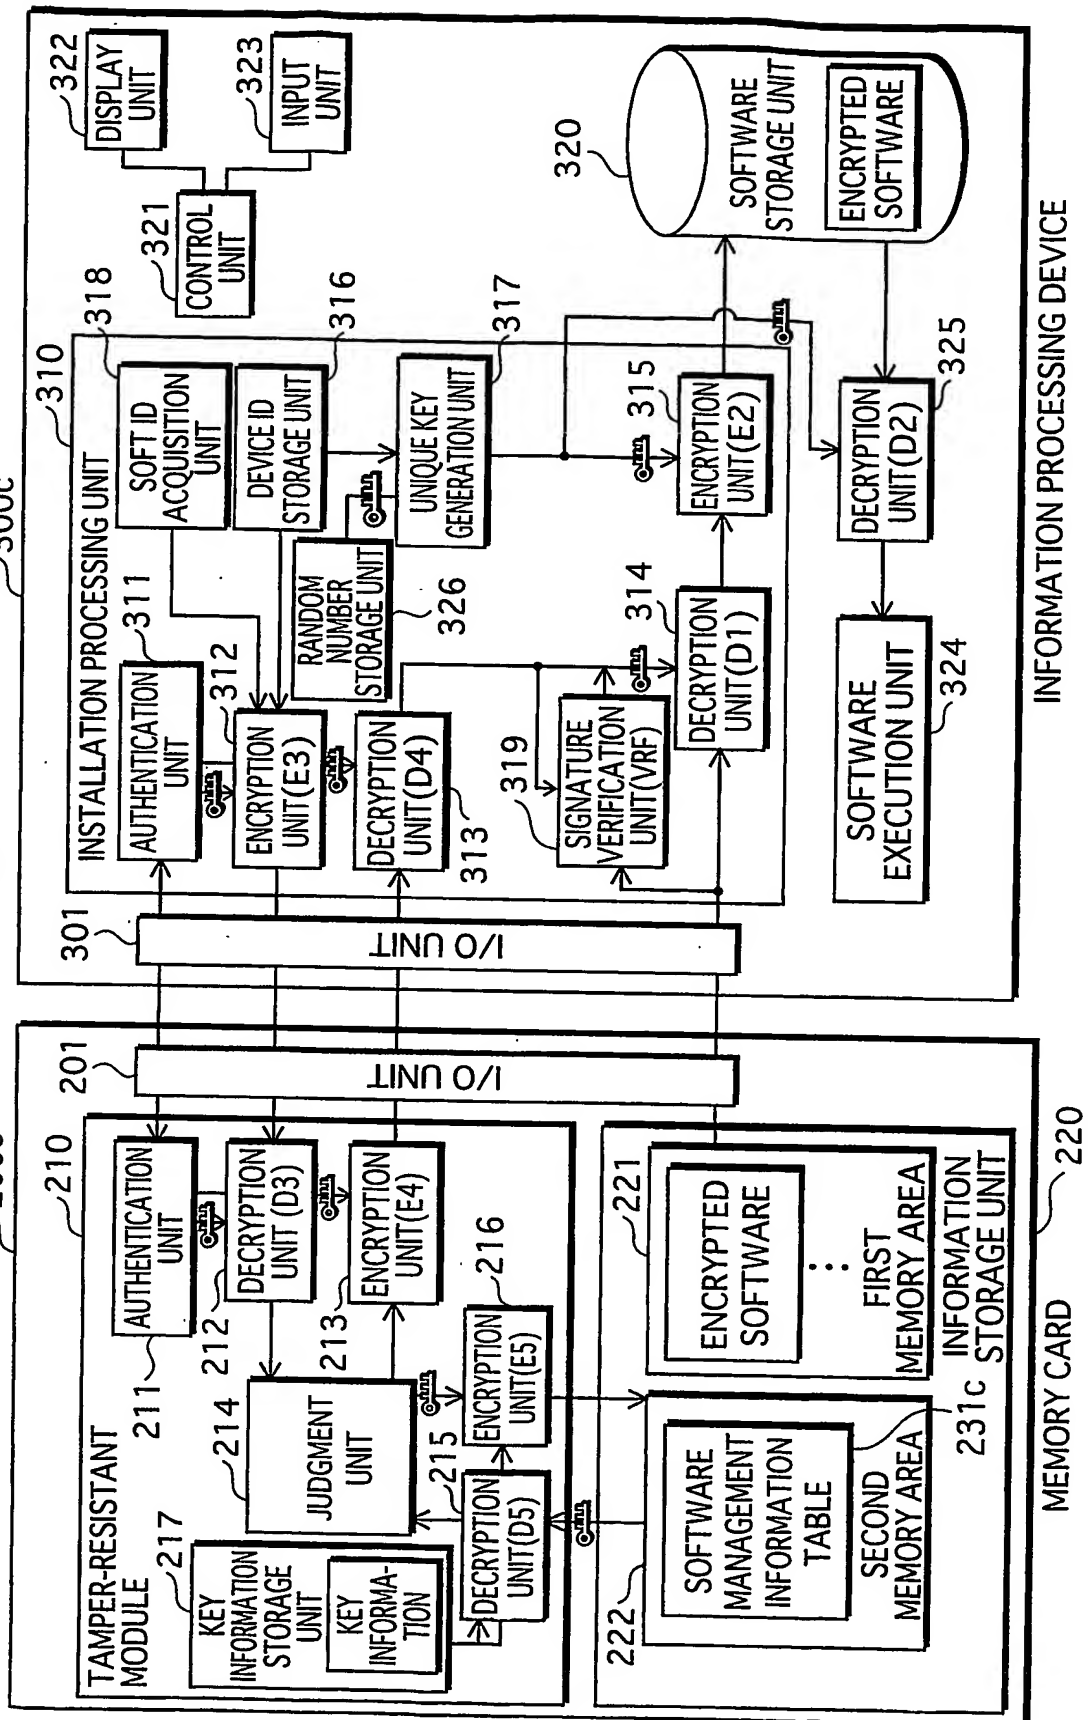 300c
322
DISPLAY
UNIT
323
INPUT
UNIT
321
CONTROL
UNIT
320
SOFTWARE
STORAGE UNIT
ENCRYPTED
SOFTWARE
310
INSTALLATION PROCESSING UNIT
318
SOFT ID
ACQUISITION
UNIT
316
DEVICE ID
STORAGE UNIT
317
UNIQUE KEY
GENERATION UNIT
326
RANDOM
NUMBER
STORAGE UNIT
311
AUTHENTICATION
UNIT
312
ENCRYPTION
UNIT(E3)
313
DECRYPTION
UNIT(D4)
319
SIGNATURE
VERIFICATION
UNIT(VRF)
314
DECRYPTION
UNIT(D1)
315
ENCRYPTION
UNIT(E2)
325
DECRYPTION
UNIT(D2)
324
SOFTWARE
EXECUTION UNIT
301
I/O UNIT
INFORMATION PROCESSING DEVICE
201
I/O UNIT
210
TAMPER-RESISTANT
MODULE
211
AUTHENTICATION
UNIT
212
DECRYPTION
UNIT (D3)
213
ENCRYPTION
UNIT(E4)
214
JUDGMENT
UNIT
215
DECRYPTION
UNIT(D5)
216
ENCRYPTION
UNIT(E5)
217
KEY
INFORMATION
STORAGE
UNIT
KEY
INFORMA-
TION
221
ENCRYPTED
SOFTWARE
FIRST
MEMORY AREA
INFORMATION
STORAGE UNIT
222
SOFTWARE
MANAGEMENT
INFORMATION
TABLE
231c
SECOND
MEMORY AREA
220
MEMORY CARD